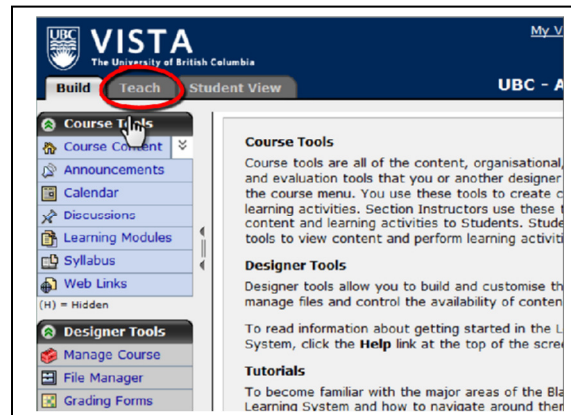 UBC
VISTA
The University of British Columbia
My V
Build Teach Student View
UBC - A
Course Tools
Course Content
Announcements
Calendar
Discussions
Learning Modules
Syllabus
Web Links
(H) = Hidden
Designer Tools
Manage Course
File Manager
Grading Forms
Course Tools
Course tools are all of the content, organisational,
and evaluation tools that you or another designer
the course menu. You use these tools to create c
learning activities. Section Instructors use these t
content and learning activities to Students. Stude
tools to view content and perform learning activiti
Designer Tools
Designer tools allow you to build and customise th
manage files and control the availability of conten
To read information about getting started in the L
System, click the Help link at the top of the scree
Tutorials
To become familiar with the major areas of the Bla
Learning System and how to navigate around then